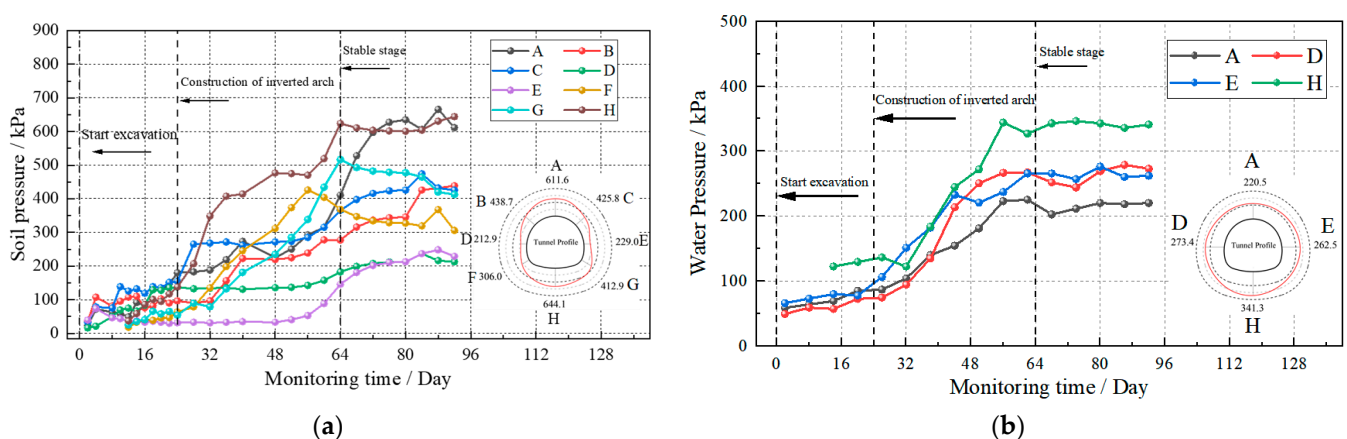 900
800
700
600
500
400
300
200
100
0
Soil pressure / kPa
0 16 32 48 64 80 96 112 128
Monitoring time / Day
Start excavation
Construction of inverted arch
Stable stage
A B
C D
E F
G H
A
611.6
B 438.7
425.8 C
D 212.9
229.0 E
Tunnel Profile
F 306.0
412.9 G
644.1
H
(a)
500
400
300
200
100
0
Water Pressure / kPa
0 16 32 48 64 80 96 112 128
Monitoring time / Day
Start excavation
Construction of inverted arch
Stable stage
A D
E H
A
220.5
D
273.4
E
262.5
Tunnel Profile
341.3
H
(b)